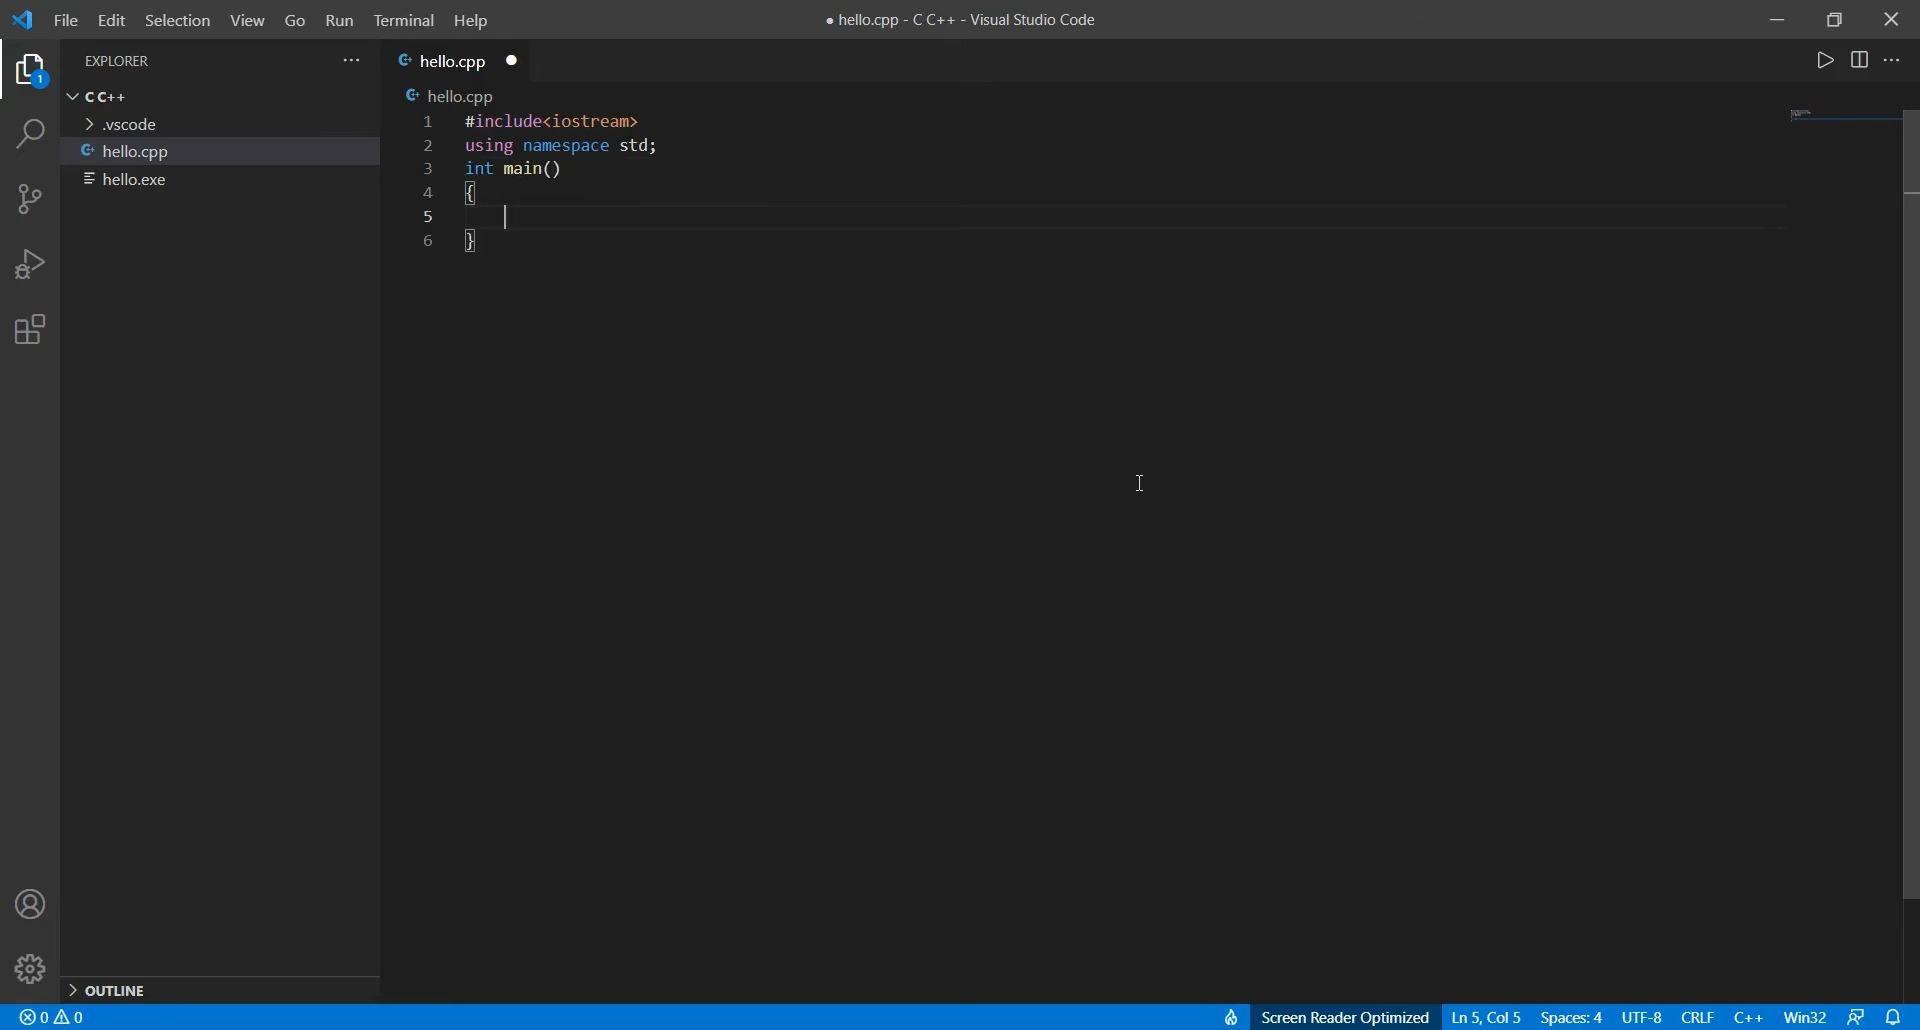 File Edit Selection View Go Run Terminal Help
● hello.cpp - C C++ - Visual Studio Code
1
EXPLORER
C C++
.vscode
hello.cpp
hello.exe
OUTLINE
hello.cpp
hello.cpp
1 #include<iostream>
2 using namespace std;
3 int main()
4 {
5
6 }
0 0 Screen Reader Optimized Ln 5, Col 5 Spaces: 4 UTF-8 CRLF C++ Win32